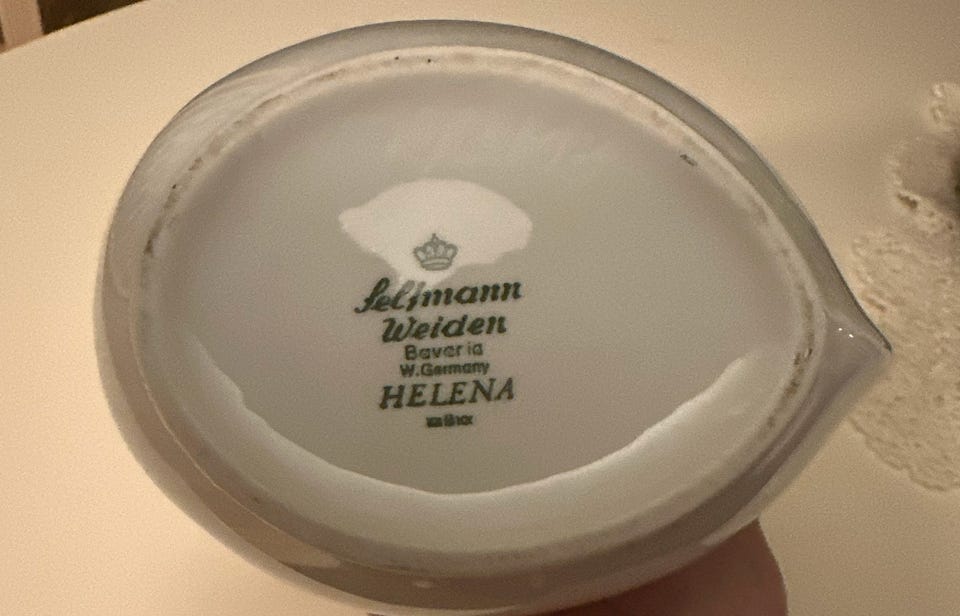 Seltmann
Weiden
Bavaria
W.Germany
HELENA